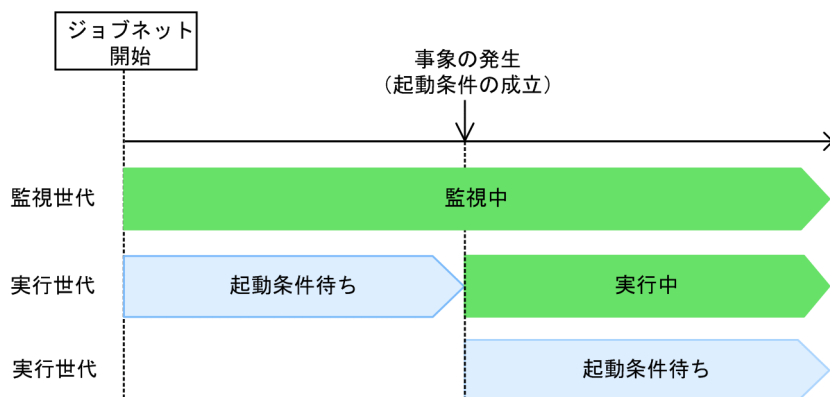 ジョブネット
開始
事象の発生
（起動条件の成立）
監視世代
監視中
実行世代
起動条件待ち
実行中
実行世代
起動条件待ち